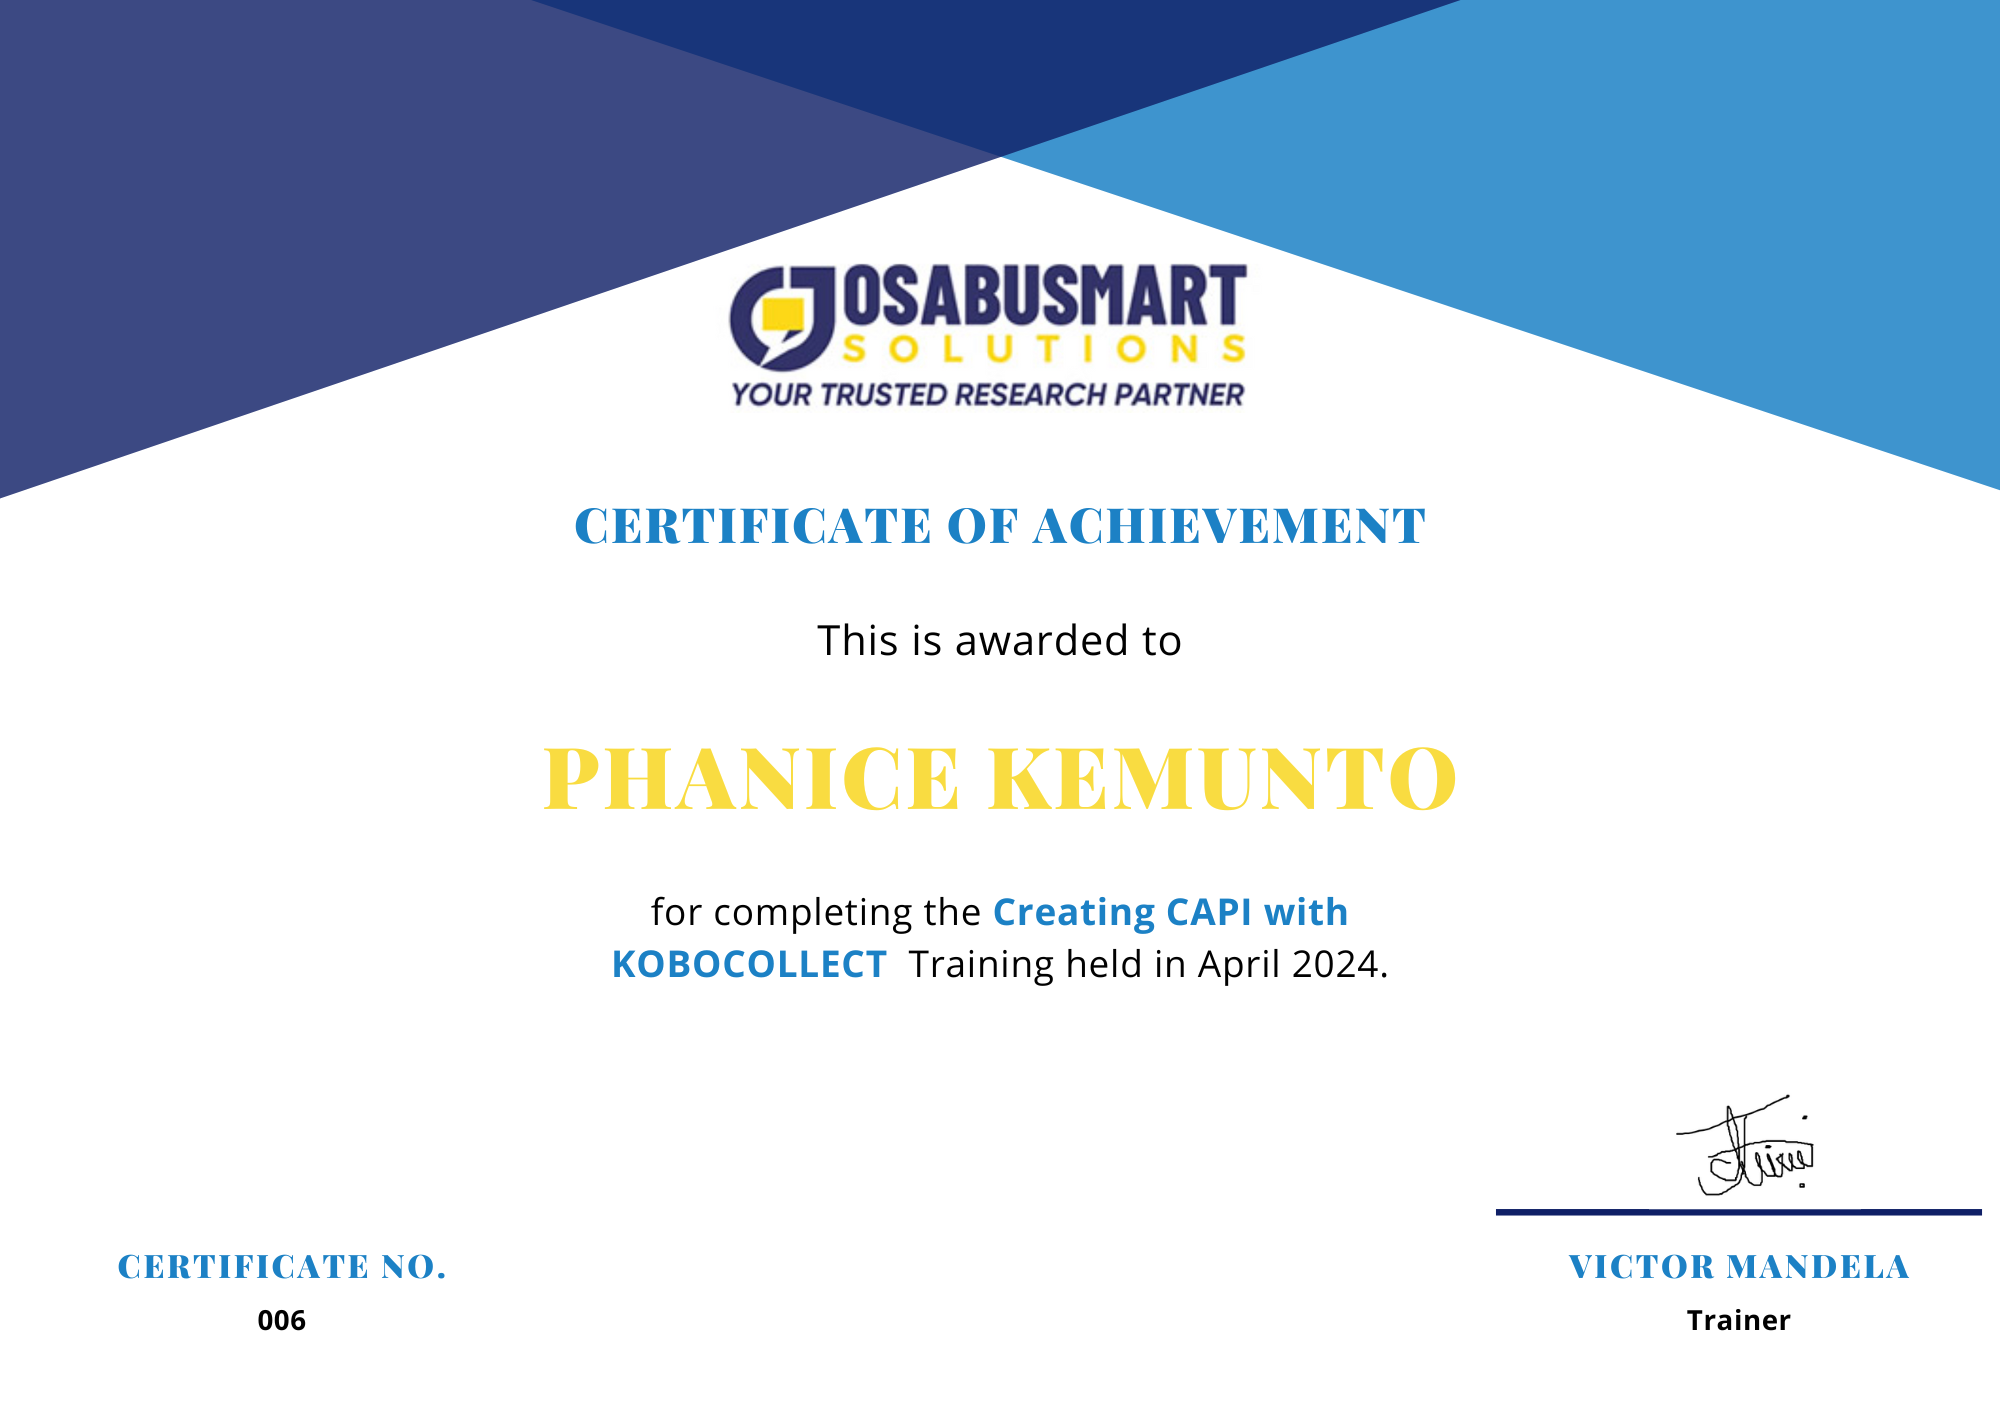 JOSABUSMART
SOLUTIONS
YOUR TRUSTED RESEARCH PARTNER
CERTIFICATE OF ACHIEVEMENT
This is awarded to
PHANICE KEMUNTO
for completing the Creating CAPI with
KOBOCOLLECT Training held in April 2024.
CERTIFICATE NO.
006
VICTOR MANDELA
Trainer